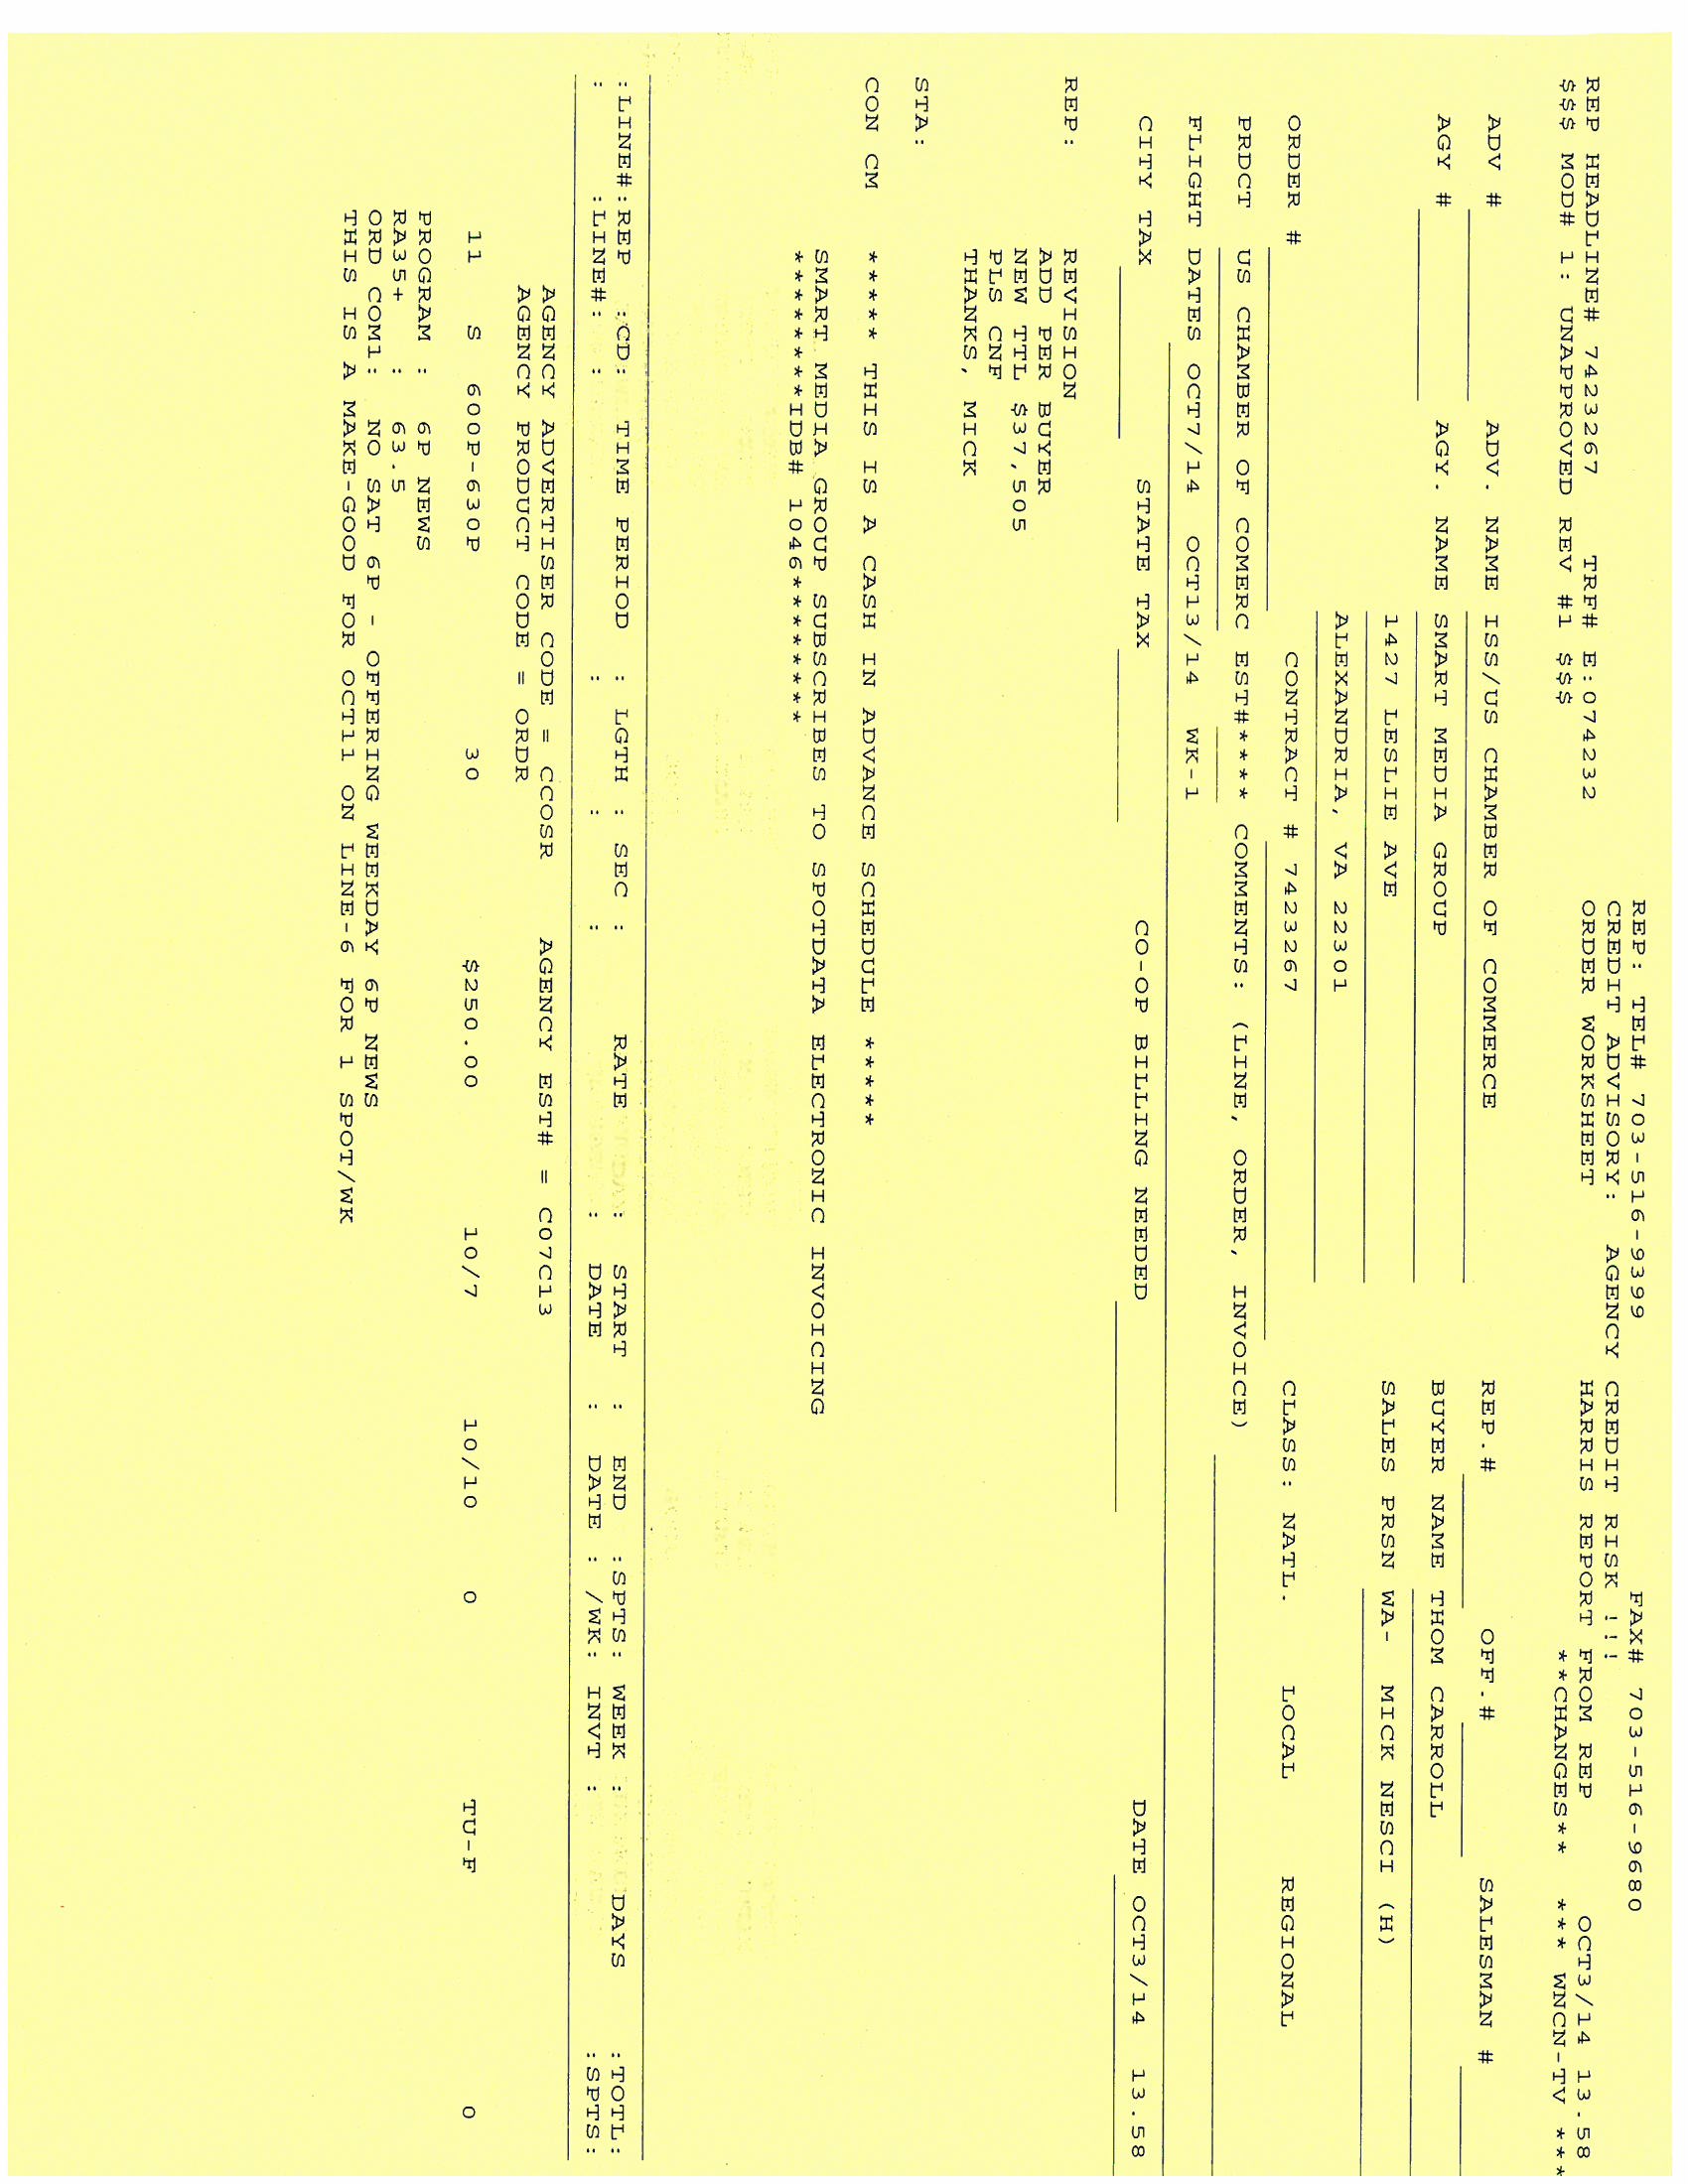 REP: TEL# 703-516-9399 FAX# 703-516-9680
CREDIT ADVISORY: AGENCY CREDIT RISK !!!
REP HEADLINE# 7423267 TRF# E:074232 ORDER WORKSHEET HARRIS REPORT FROM REP OCT3/14 13.58
$$$ MOD# 1: UNAPPROVED REV #1 $$$ **CHANGES** *** WNCN-TV ***
ADV # ADV. NAME ISS/US CHAMBER OF COMMERCE REP.# OFF.# SALESMAN #
AGY # AGY. NAME SMART MEDIA GROUP BUYER NAME THOM CARROLL
1427 LESLIE AVE SALES PRSN WA- MICK NESCI (H)
ALEXANDRIA, VA 22301
ORDER # CONTRACT # 7423267 CLASS: NATL. LOCAL REGIONAL
PRDCT US CHAMBER OF COMERC EST#**** COMMENTS: (LINE, ORDER, INVOICE)
FLIGHT DATES OCT7/14 OCT13/14 WK-1
CITY TAX STATE TAX CO-OP BILLING NEEDED DATE OCT3/14 13.58
REP: REVISION
ADD PER BUYER
NEW TTL $37,505
PLS CNF
THANKS, MICK
STA:
CON CM ***** THIS IS A CASH IN ADVANCE SCHEDULE *****
SMART MEDIA GROUP SUBSCRIBES TO SPOTDATA ELECTRONIC INVOICING
********IDB# 1046********
:LINE#:REP :CD: TIME PERIOD : LGTH : SEC : RATE : START : END :SPTS: WEEK : DAYS :TOTL:
: :LINE#: : : : : : DATE : DATE : /WK: INVT : :SPTS:
AGENCY ADVERTISER CODE = CCOSR AGENCY EST# = C07C13
AGENCY PRODUCT CODE = ORDR
11 S 600P-630P 30 $250.00 10/7 10/10 0 TU-F 0
PROGRAM : 6P NEWS
RA35+ : 63.5
ORD COM1: NO SAT 6P - OFFERING WEEKDAY 6P NEWS
THIS IS A MAKE-GOOD FOR OCT11 ON LINE-6 FOR 1 SPOT/WK